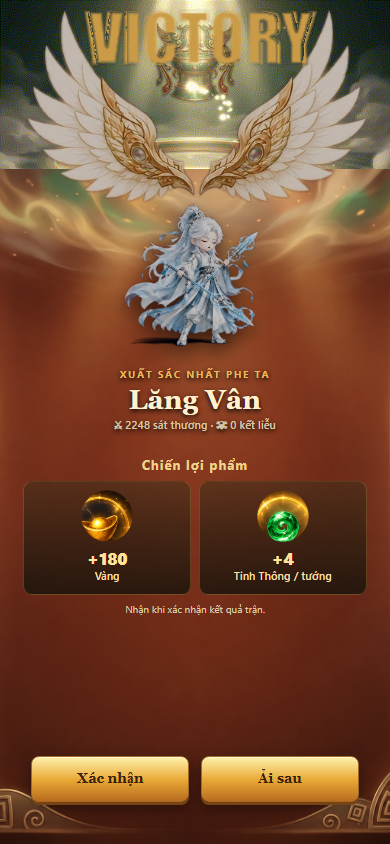 VICTORY
XUẤT SẮC NHẤT PHE TA
Lăng Vân
2248 sát thương · 0 kết liễu
Chiến lợi phẩm
+180
Vàng
+4
Tinh Thông / tướng
Nhận khi xác nhận kết quả trận.
Xác nhận
Ải sau